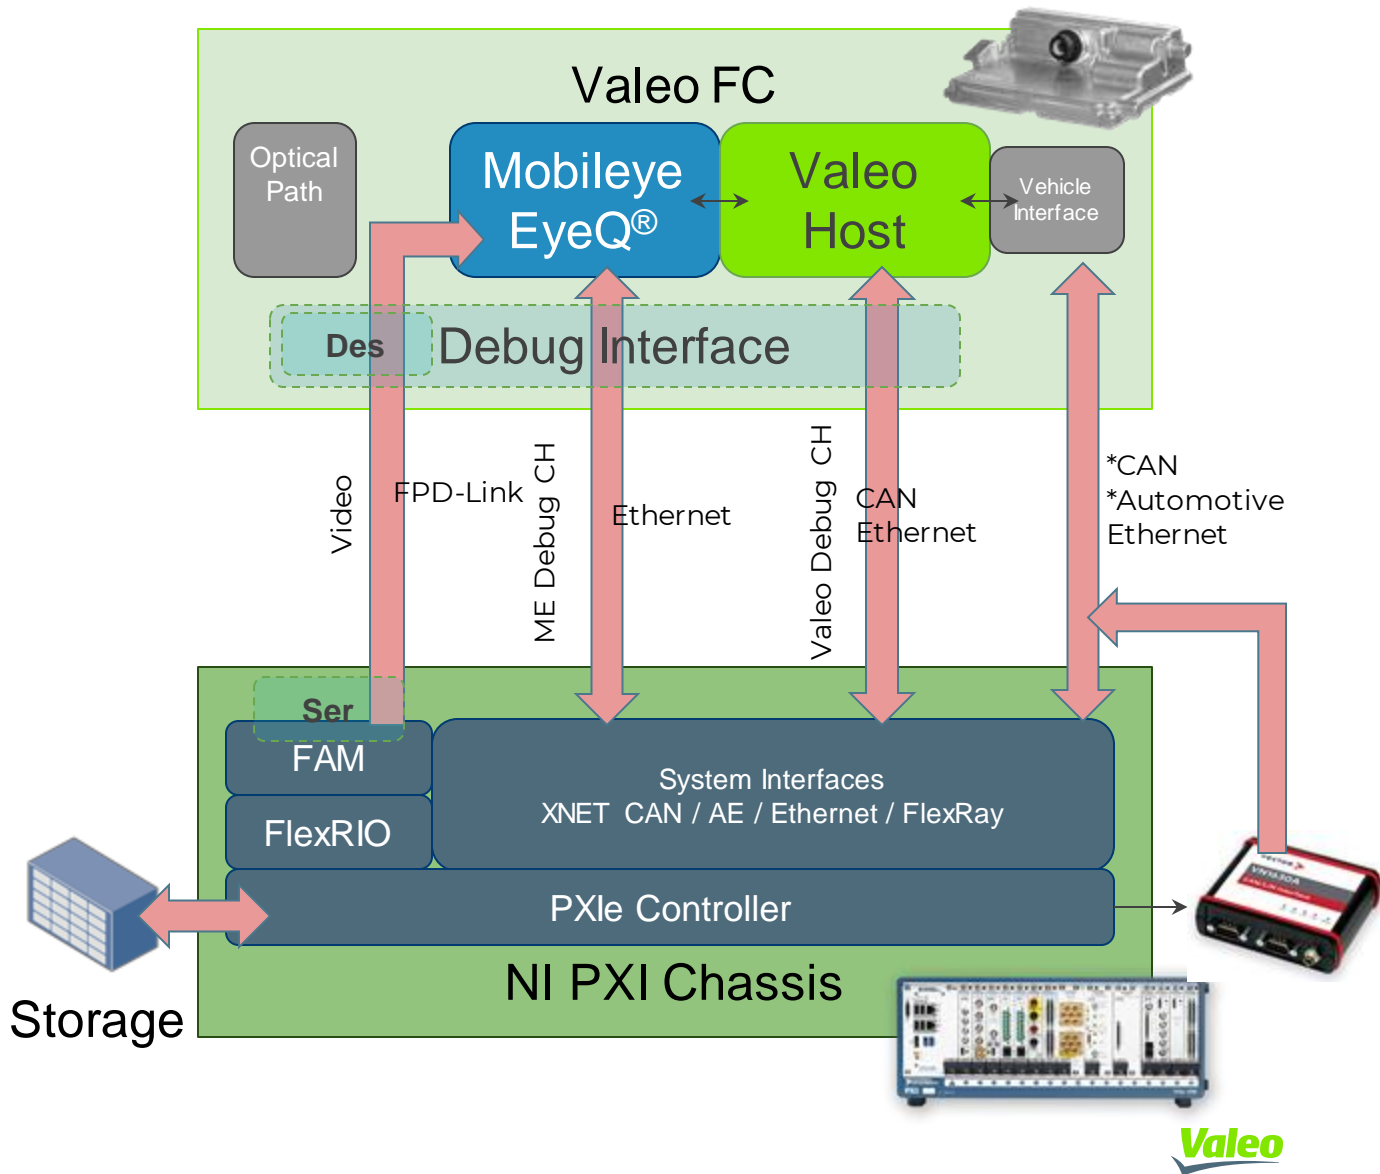 Valeo FC
Optical
Path
Mobileye
EyeQ®
Valeo
Host
Vehicle
Interface
Des
Debug Interface
Video
FPD-Link
ME Debug CH
Ethernet
Valeo Debug CH
CAN
Ethernet
*CAN
*Automotive
Ethernet
Ser
FAM
FlexRIO
System Interfaces
XNET CAN / AE / Ethernet / FlexRay
PXIe Controller
NI PXI Chassis
Storage
VECTOR
VN1630A
Valeo